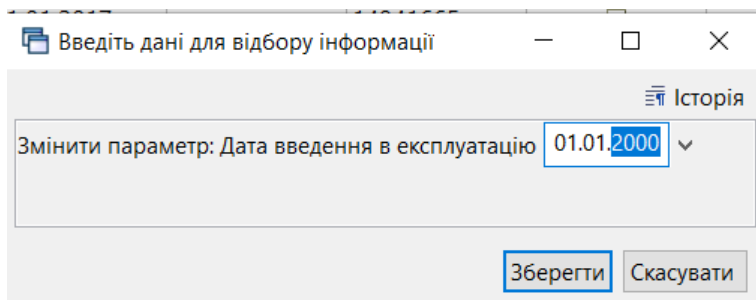 Введіть дані для відбору інформації
Історія
Змінити параметр: Дата введення в експлуатацію 01.01.2000
Зберегти Скасувати